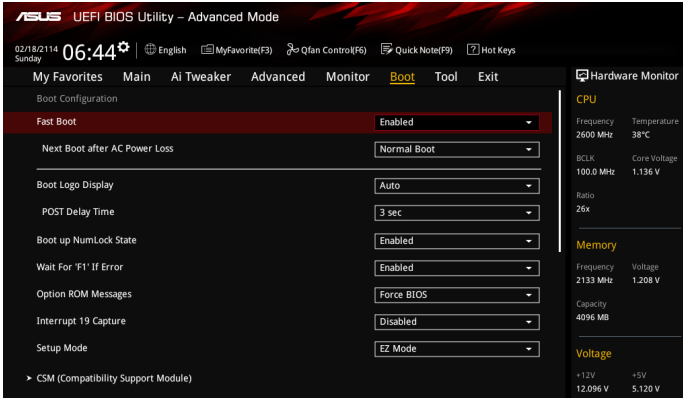 ASUS UEFI BIOS Utility – Advanced Mode
02/18/2114 Sunday 06:44 English MyFavorite(F3) Qfan Control(F6) Quick Note(F9) ? Hot Keys
My Favorites Main Ai Tweaker Advanced Monitor Boot Tool Exit
Boot Configuration
Fast Boot Enabled
Next Boot after AC Power Loss Normal Boot
Boot Logo Display Auto
POST Delay Time 3 sec
Boot up NumLock State Enabled
Wait For 'F1' If Error Enabled
Option ROM Messages Force BIOS
Interrupt 19 Capture Disabled
Setup Mode EZ Mode
> CSM (Compatibility Support Module)
Hardware Monitor
CPU
Frequency Temperature
2600 MHz 38°C
BCLK Core Voltage
100.0 MHz 1.136 V
Ratio
26x
Memory
Frequency Voltage
2133 MHz 1.208 V
Capacity
4096 MB
Voltage
+12V +5V
12.096 V 5.120 V